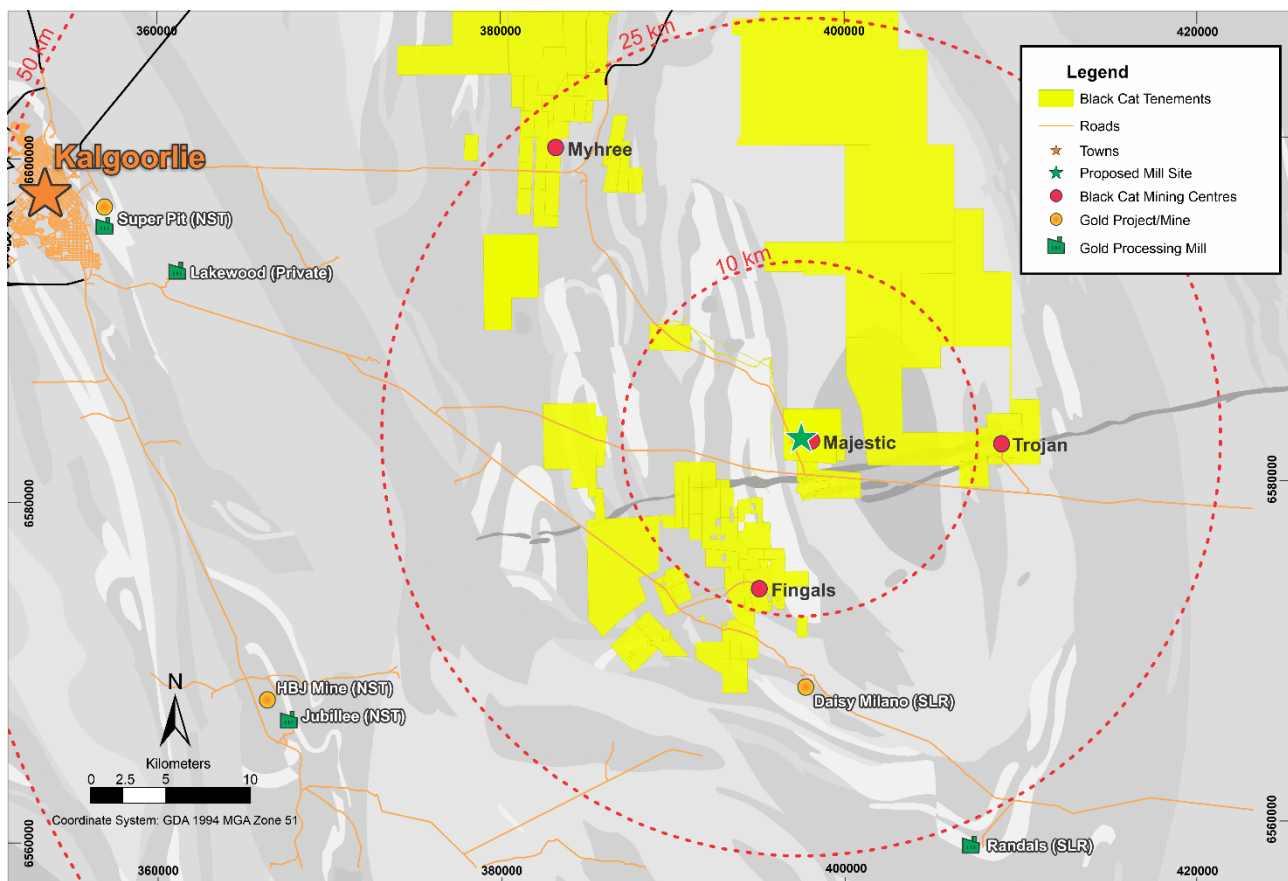 360000
380000
400000
420000
50 km
25 km
Legend
Black Cat Tenements
Roads
Towns
Proposed Mill Site
Black Cat Mining Centres
Gold Project/Mine
Gold Processing Mill
6600000
6600000
Kalgoorlie
Myhree
Super Pit (NST)
Lakewood (Private)
10 km
Majestic
Trojan
6580000
6580000
Fingals
HBJ Mine (NST)
Jubillee (NST)
Daisy Milano (SLR)
N
Kilometers
0 2.5 5 10
Coordinate System: GDA 1994 MGA Zone 51
Randals (SLR)
6560000
6560000
360000
380000
400000
420000